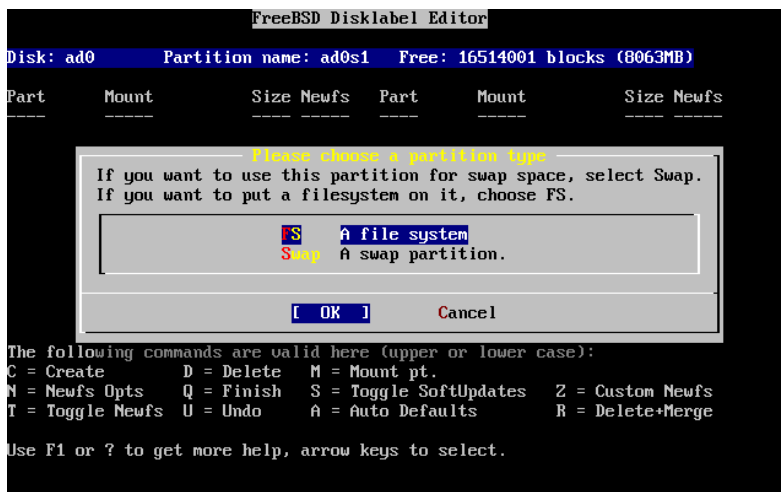 FreeBSD Disklabel Editor
Disk: ad0 Partition name: ad0s1 Free: 16514001 blocks (8063MB)
Part Mount Size Newfs Part Mount Size Newfs
---- ----- ---- ----- ---- ----- ---- -----
Please choose a partition type
If you want to use this partition for swap space, select Swap.
If you want to put a filesystem on it, choose FS.
FS A file system
Swap A swap partition.
[ OK ] Cancel
The following commands are valid here (upper or lower case):
C = Create D = Delete M = Mount pt.
N = Newfs Opts Q = Finish S = Toggle SoftUpdates Z = Custom Newfs
T = Toggle Newfs U = Undo A = Auto Defaults R = Delete+Merge
Use F1 or ? to get more help, arrow keys to select.